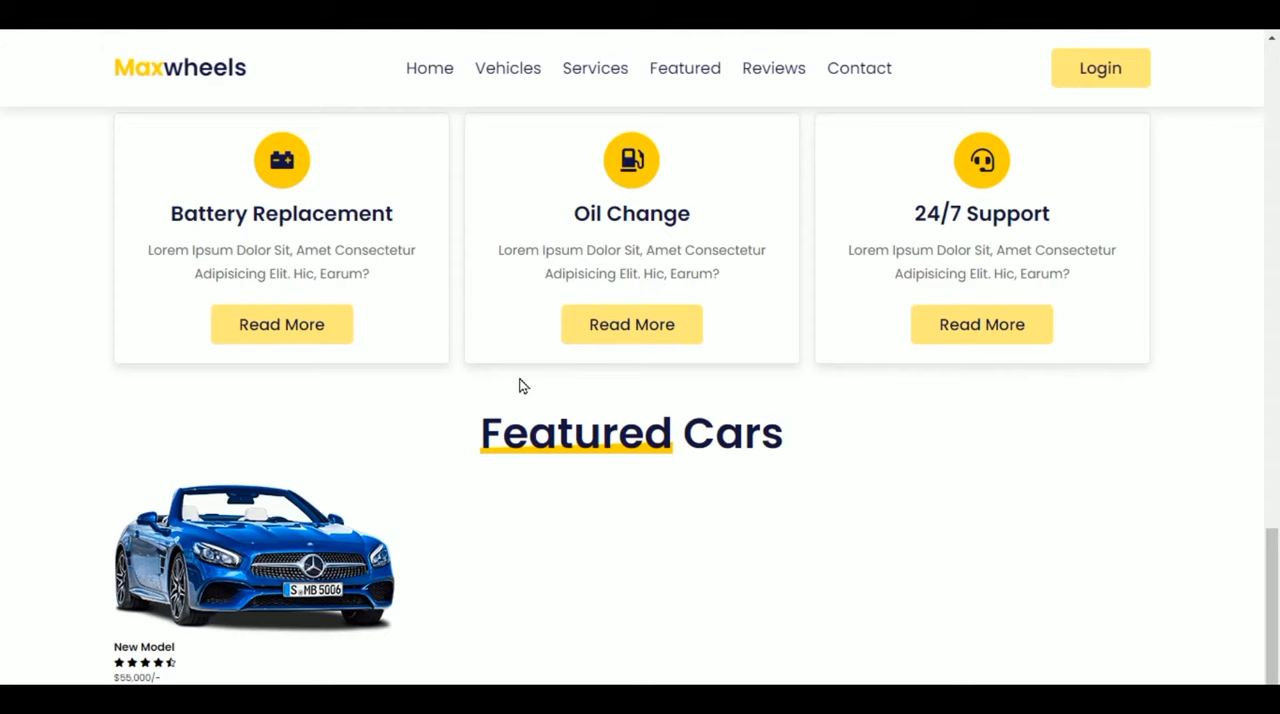 Maxwheels
Home Vehicles Services Featured Reviews Contact
Login
Battery Replacement
Lorem Ipsum Dolor Sit, Amet Consectetur
Adipisicing Elit. Hic, Earum?
Read More
Oil Change
Lorem Ipsum Dolor Sit, Amet Consectetur
Adipisicing Elit. Hic, Earum?
Read More
24/7 Support
Lorem Ipsum Dolor Sit, Amet Consectetur
Adipisicing Elit. Hic, Earum?
Read More
Featured Cars
S MB 5006
New Model
$55,000/-